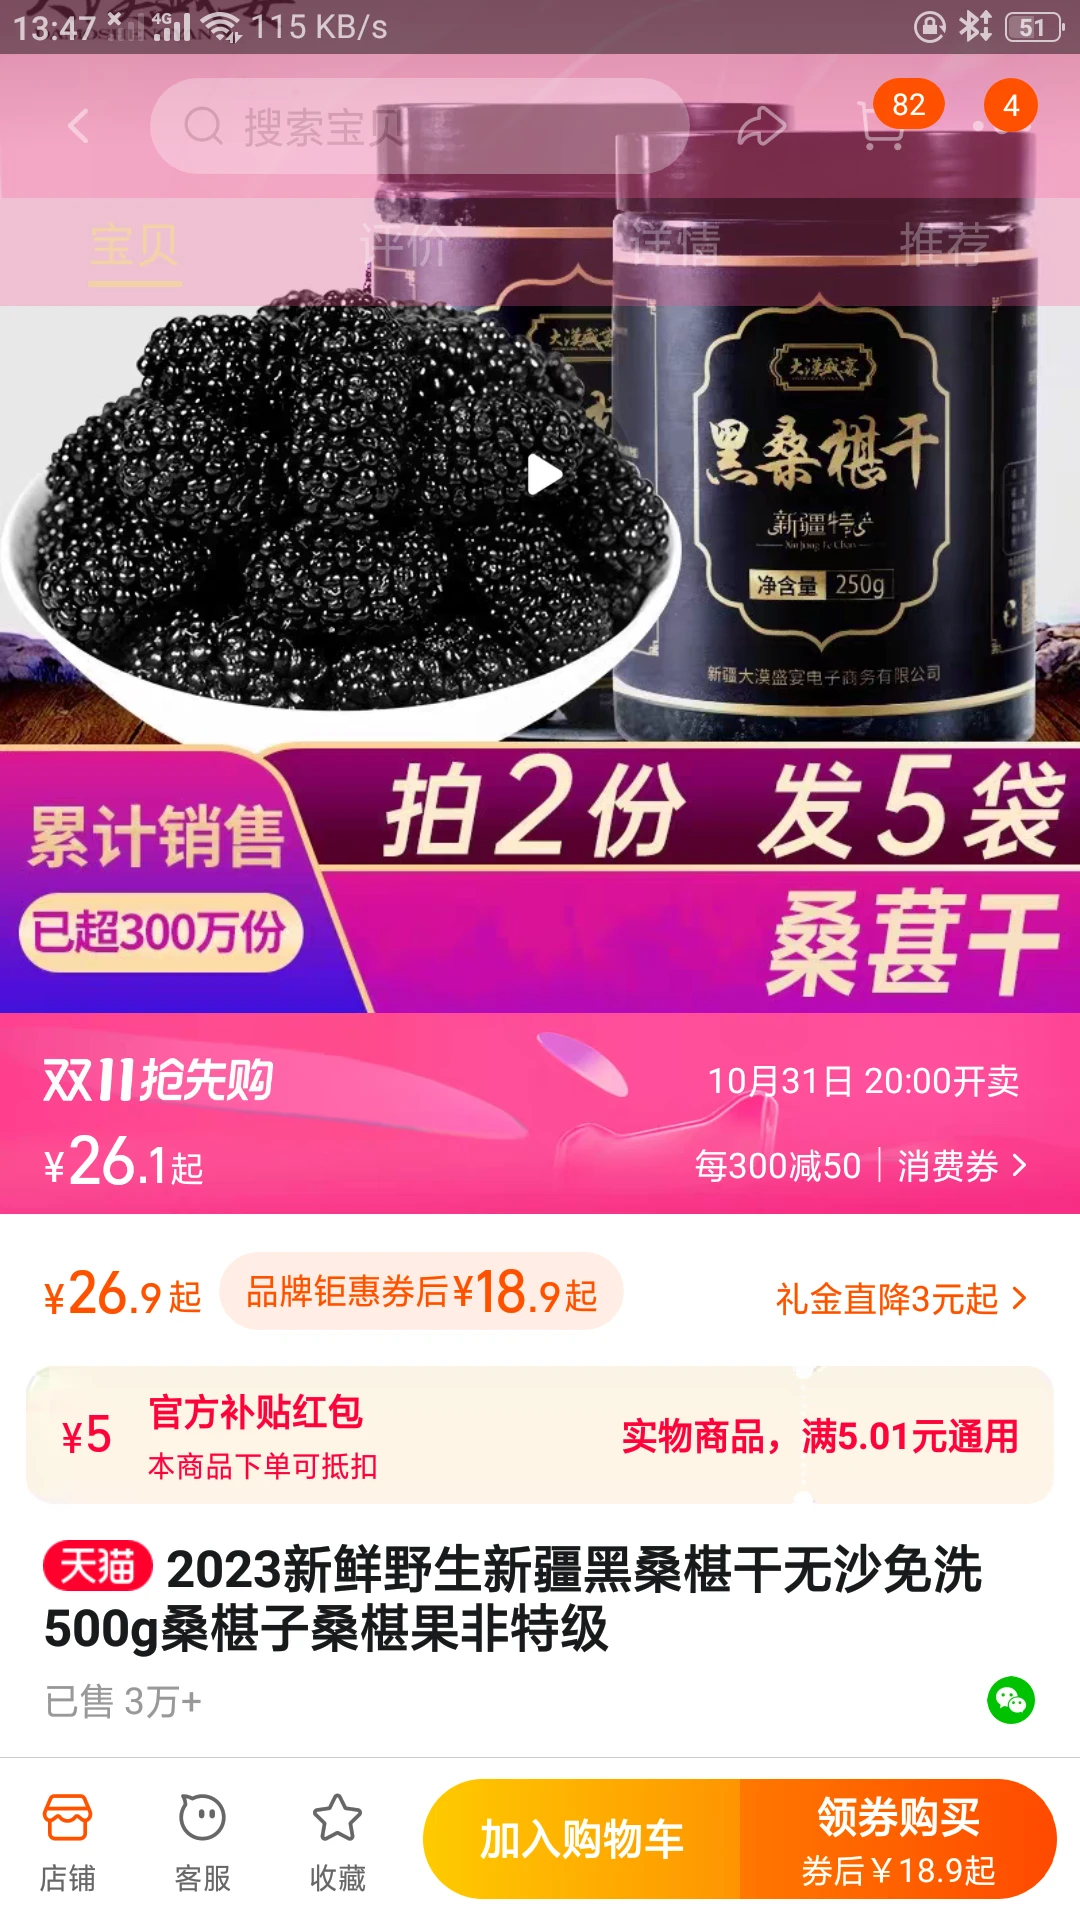 13:47 4G 115 KB/s 51
搜索宝贝 82 4
宝贝 评价 详情 推荐
大漠盛宴
大漠盛宴
黑桑椹干
新疆特产
净含量 250g
新疆大漠盛宴电子商务有限公司
累计销售
已超300万份
拍2份 发5袋
桑葚干
双11抢先购
10月31日 20:00开卖
¥26.1起
每300减50 消费券
¥26.9起 品牌钜惠券后¥18.9起 礼金直降3元起
¥5
官方补贴红包
本商品下单可抵扣
实物商品，满5.01元通用
天猫 2023新鲜野生新疆黑桑椹干无沙免洗
500g桑椹子桑椹果非特级
已售 3万+
店铺 客服 收藏
加入购物车
领券购买
券后¥18.9起